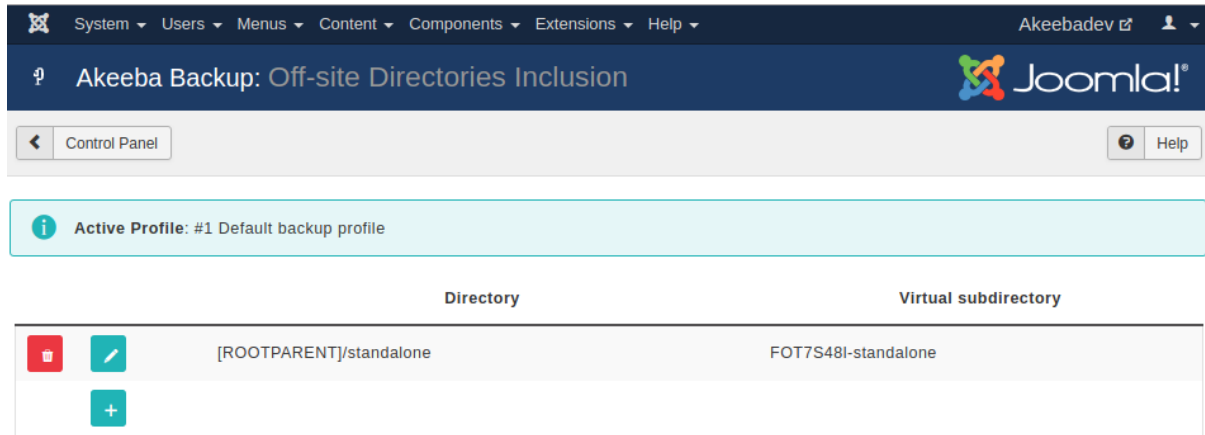 System Users Menus Content Components Extensions Help Akeebadev
Akeeba Backup: Off-site Directories Inclusion Joomla!®
Control Panel Help
Active Profile: #1 Default backup profile
Directory Virtual subdirectory
[ROOTPARENT]/standalone FOT7S48I-standalone